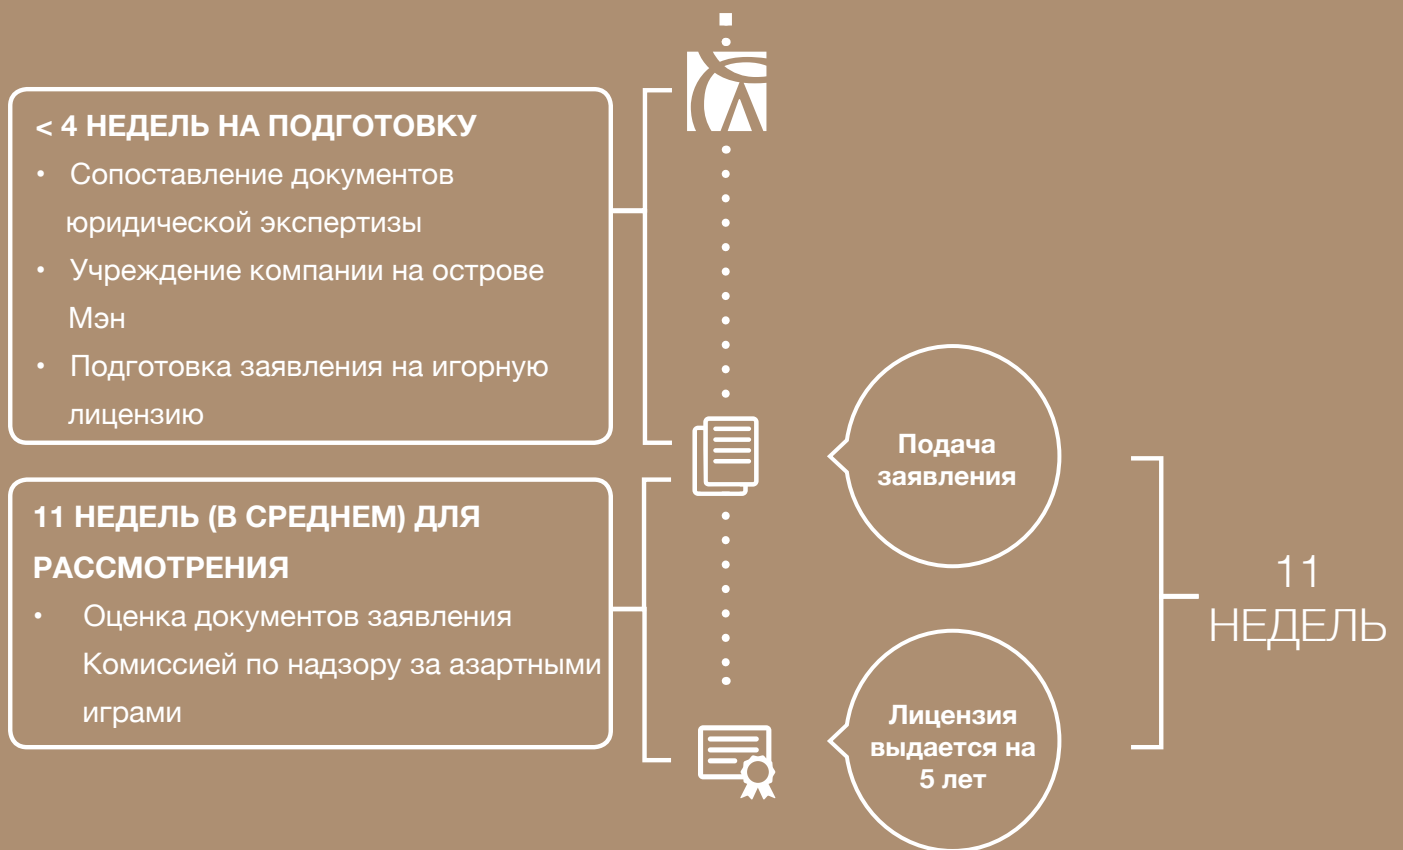 < 4 НЕДЕЛЬ НА ПОДГОТОВКУ
• Сопоставление документов
юридической экспертизы
• Учреждение компании на острове
Мэн
• Подготовка заявления на игорную
лицензию
11 НЕДЕЛЬ (В СРЕДНЕМ) ДЛЯ
РАССМОТРЕНИЯ
• Оценка документов заявления
Комиссией по надзору за азартными
играми
Подача
заявления
Лицензия
выдается на
5 лет
11
НЕДЕЛЬ